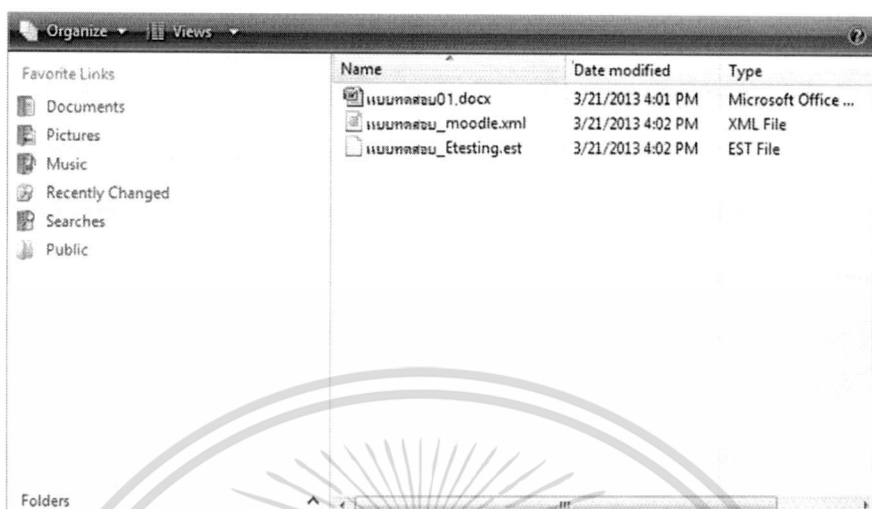 Organize Views
Favorite Links
Documents
Pictures
Music
Recently Changed
Searches
Public
Folders
Name Date modified Type
แบบทดสอบ01.docx 3/21/2013 4:01 PM Microsoft Office ...
แบบทดสอบ_moodle.xml 3/21/2013 4:02 PM XML File
แบบทดสอบ_Etesting.est 3/21/2013 4:02 PM EST File